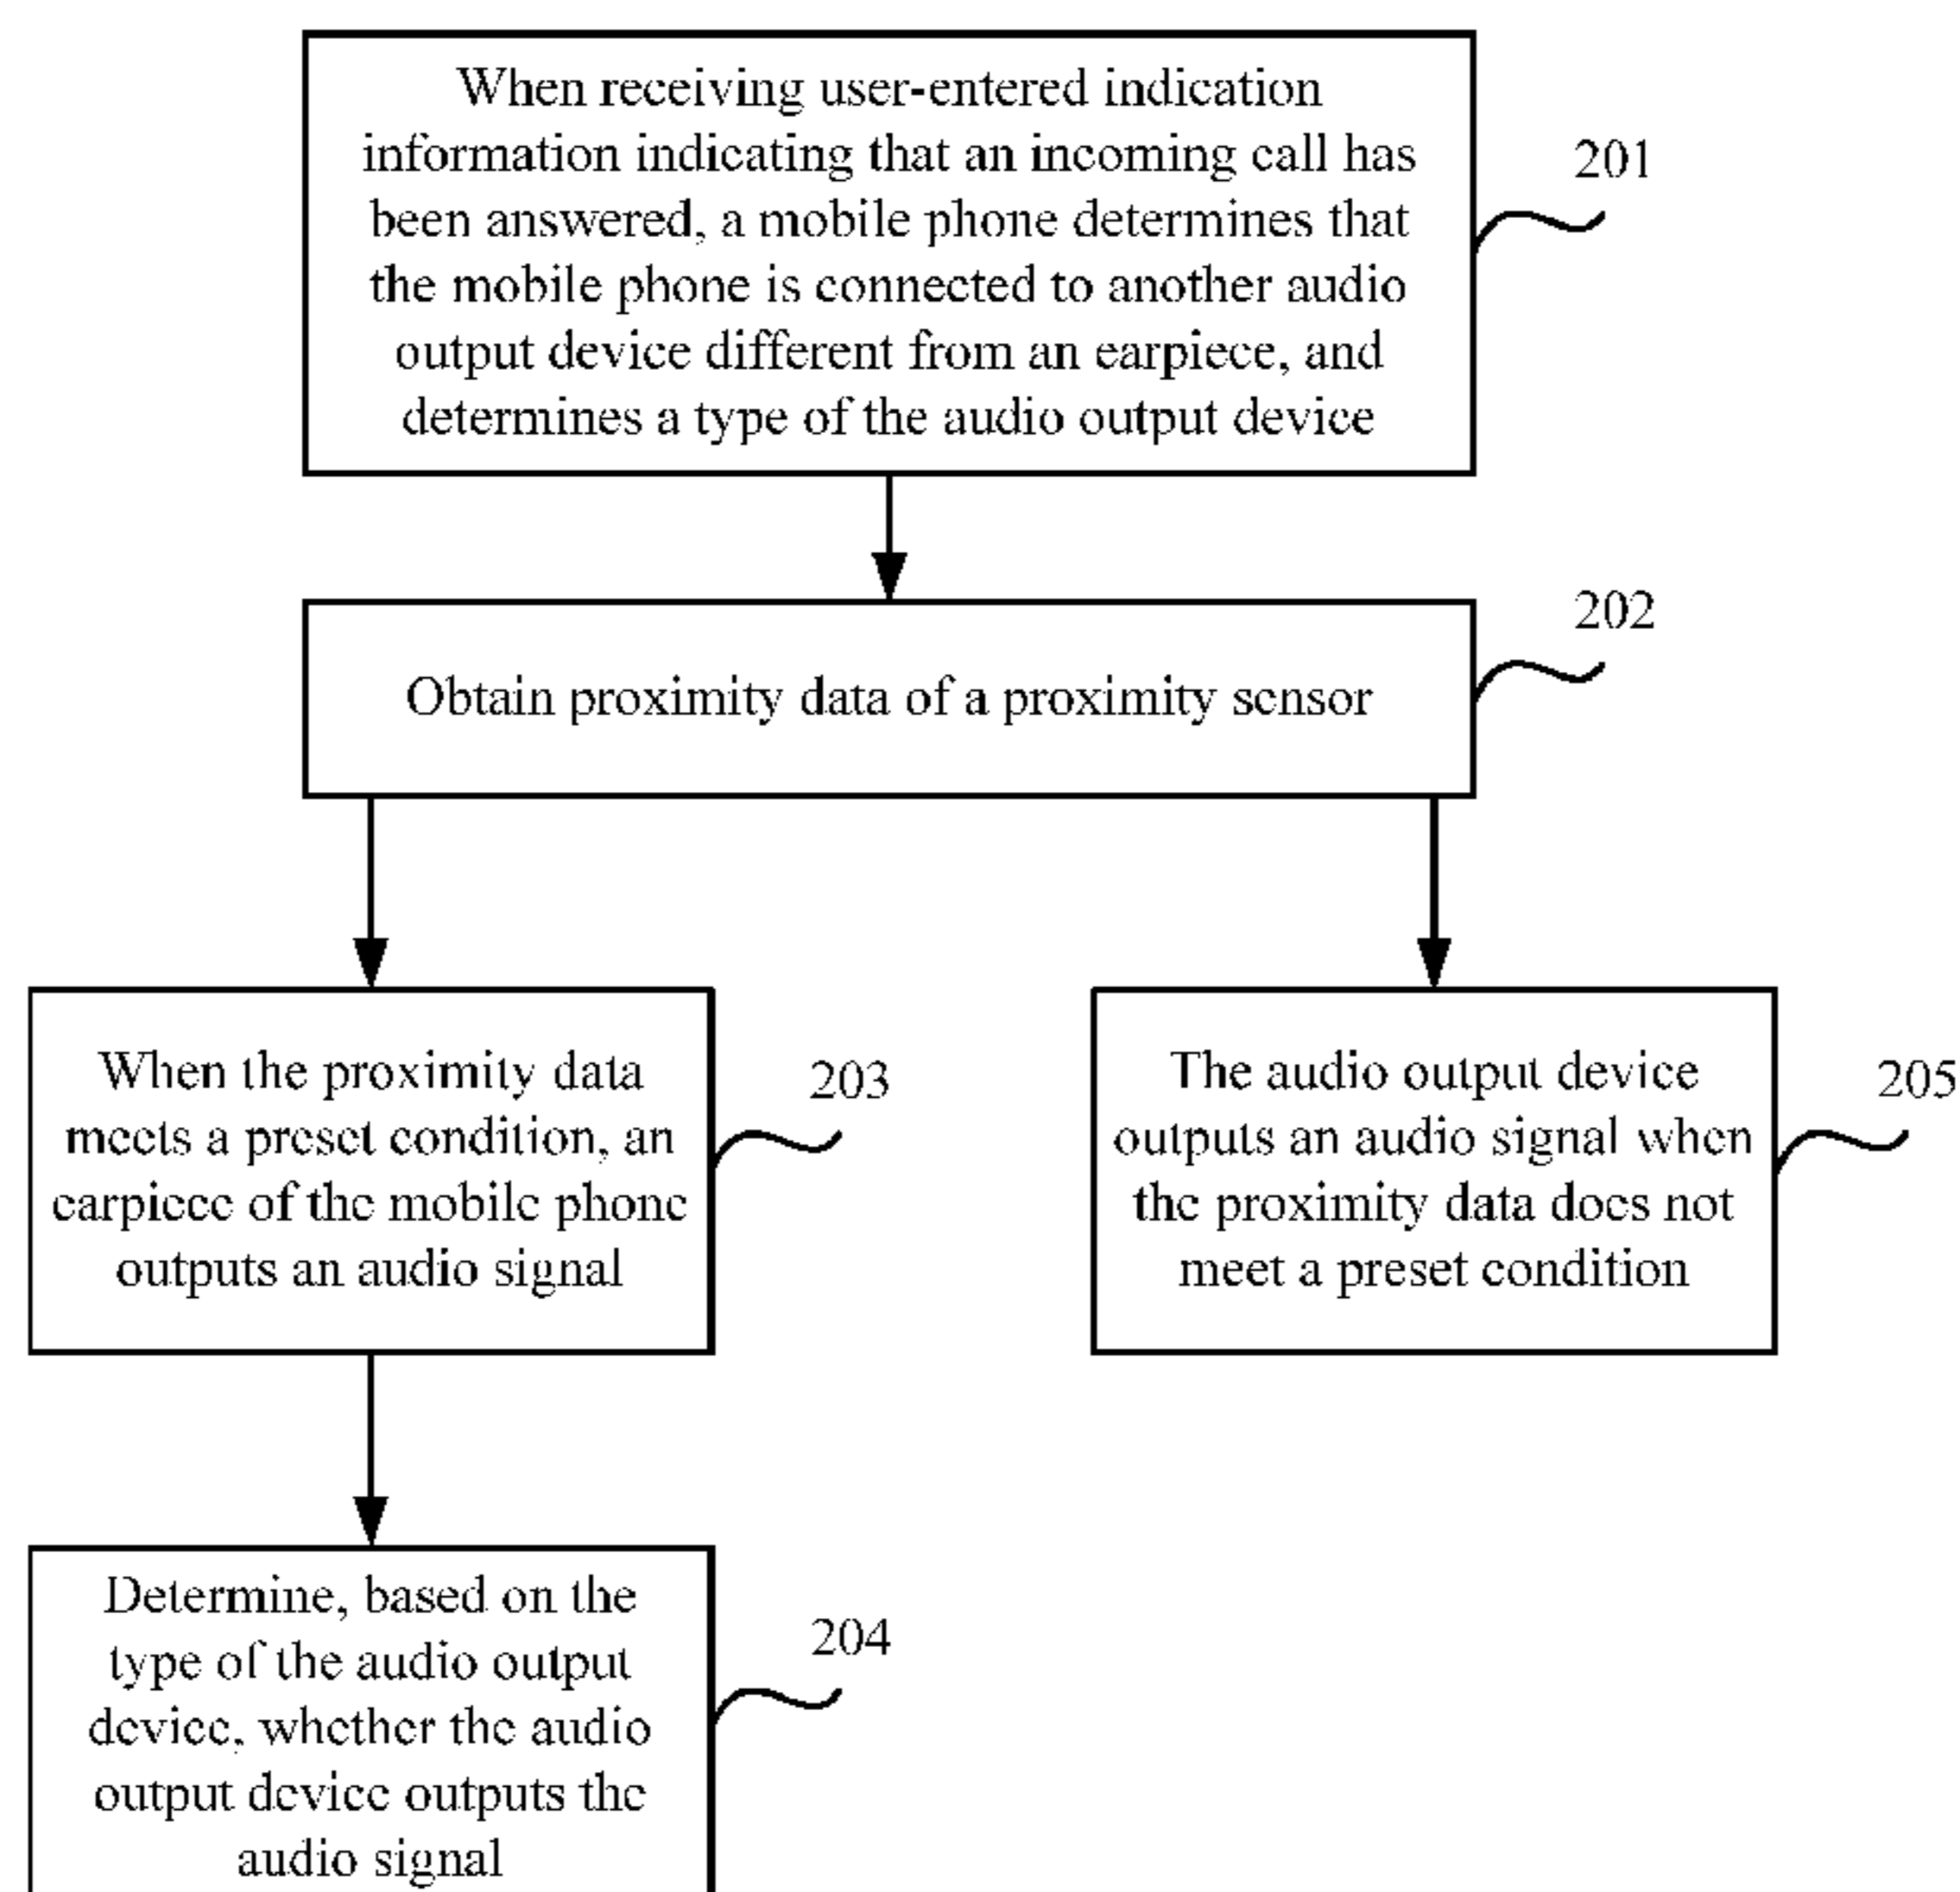 When receiving user-entered indication
information indicating that an incoming call has
been answered, a mobile phone determines that
the mobile phone is connected to another audio
output device different from an earpiece, and
determines a type of the audio output device
201
Obtain proximity data of a proximity sensor
202
When the proximity data
meets a preset condition, an
earpiece of the mobile phone
outputs an audio signal
203
The audio output device
outputs an audio signal when
the proximity data does not
meet a preset condition
205
Determine, based on the
type of the audio output
device, whether the audio
output device outputs the
audio signal
204